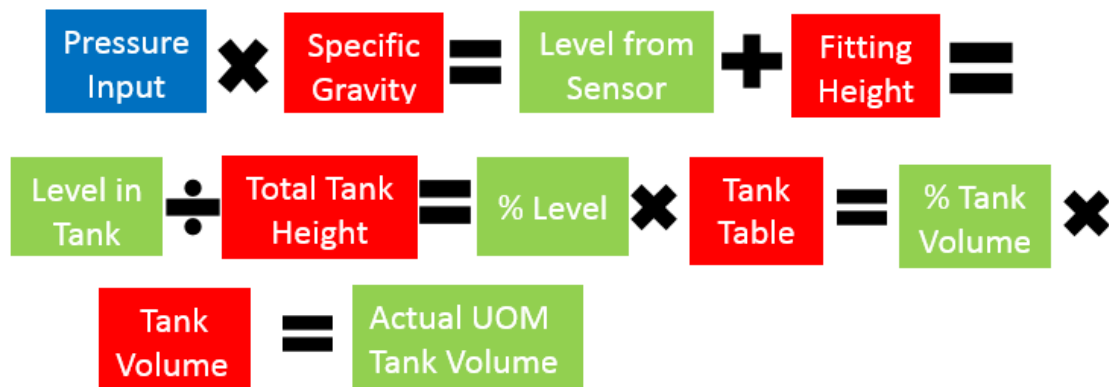 Pressure Input × Specific Gravity = Level from Sensor + Fitting Height =
Level in Tank ÷ Total Tank Height = % Level × Tank Table = % Tank Volume ×
Tank Volume = Actual UOM Tank Volume